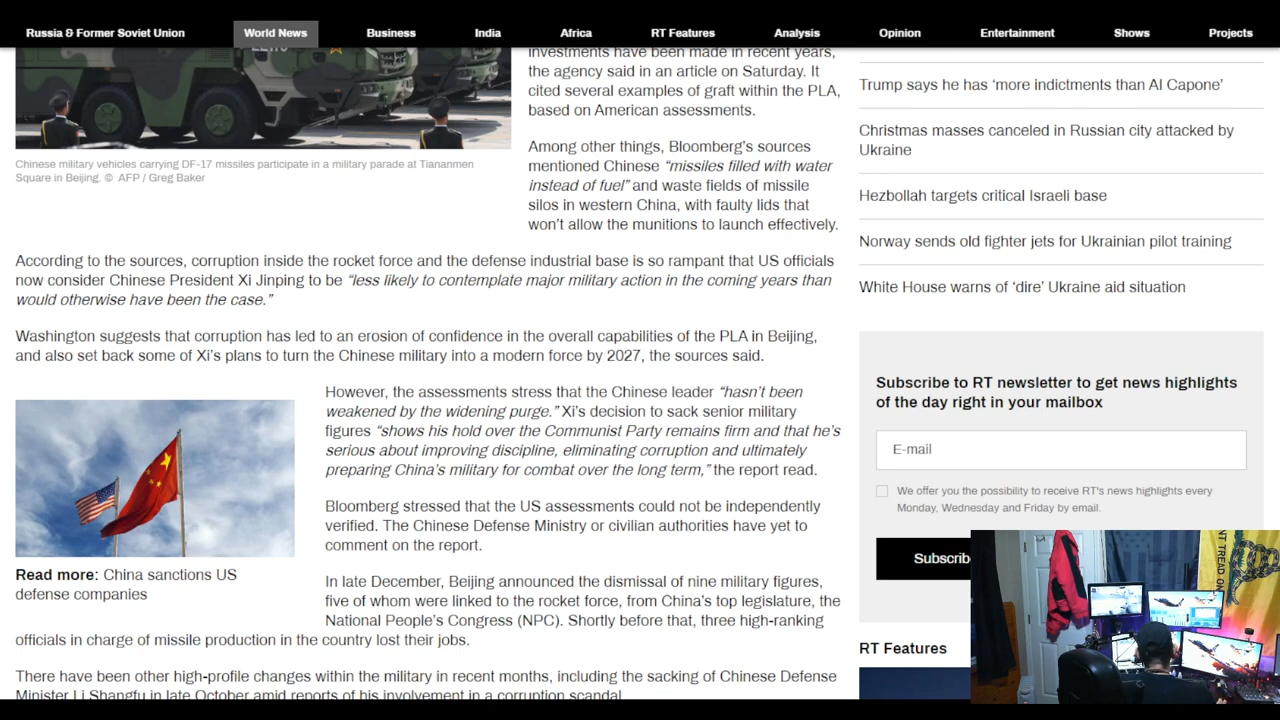 Russia & Former Soviet Union
World News
Business
India
Africa
RT Features
Analysis
Opinion
Entertainment
Shows
Projects
investments have been made in recent years,
the agency said in an article on Saturday. It
cited several examples of graft within the PLA,
based on American assessments.
Chinese military vehicles carrying DF-17 missiles participate in a military parade at Tiananmen
Square in Beijing. © AFP / Greg Baker
Among other things, Bloomberg’s sources
mentioned Chinese “missiles filled with water
instead of fuel” and waste fields of missile
silos in western China, with faulty lids that
won’t allow the munitions to launch effectively.
According to the sources, corruption inside the rocket force and the defense industrial base is so rampant that US officials
now consider Chinese President Xi Jinping to be “less likely to contemplate major military action in the coming years than
would otherwise have been the case.”
Washington suggests that corruption has led to an erosion of confidence in the overall capabilities of the PLA in Beijing,
and also set back some of Xi’s plans to turn the Chinese military into a modern force by 2027, the sources said.
However, the assessments stress that the Chinese leader “hasn’t been
weakened by the widening purge.” Xi’s decision to sack senior military
figures “shows his hold over the Communist Party remains firm and that he’s
serious about improving discipline, eliminating corruption and ultimately
preparing China’s military for combat over the long term,” the report read.
Bloomberg stressed that the US assessments could not be independently
verified. The Chinese Defense Ministry or civilian authorities have yet to
comment on the report.
Read more: China sanctions US
defense companies
In late December, Beijing announced the dismissal of nine military figures,
five of whom were linked to the rocket force, from China’s top legislature, the
National People’s Congress (NPC). Shortly before that, three high-ranking
officials in charge of missile production in the country lost their jobs.
There have been other high-profile changes within the military in recent months, including the sacking of Chinese Defense
Minister Li Shangfu in late October amid reports of his involvement in a corruption scandal.
Trump says he has ‘more indictments than Al Capone’
Christmas masses canceled in Russian city attacked by
Ukraine
Hezbollah targets critical Israeli base
Norway sends old fighter jets for Ukrainian pilot training
White House warns of ‘dire’ Ukraine aid situation
Subscribe to RT newsletter to get news highlights
of the day right in your mailbox
E-mail
We offer you the possibility to receive RT's news highlights every
Monday, Wednesday and Friday by email.
Subscribe
RT Features